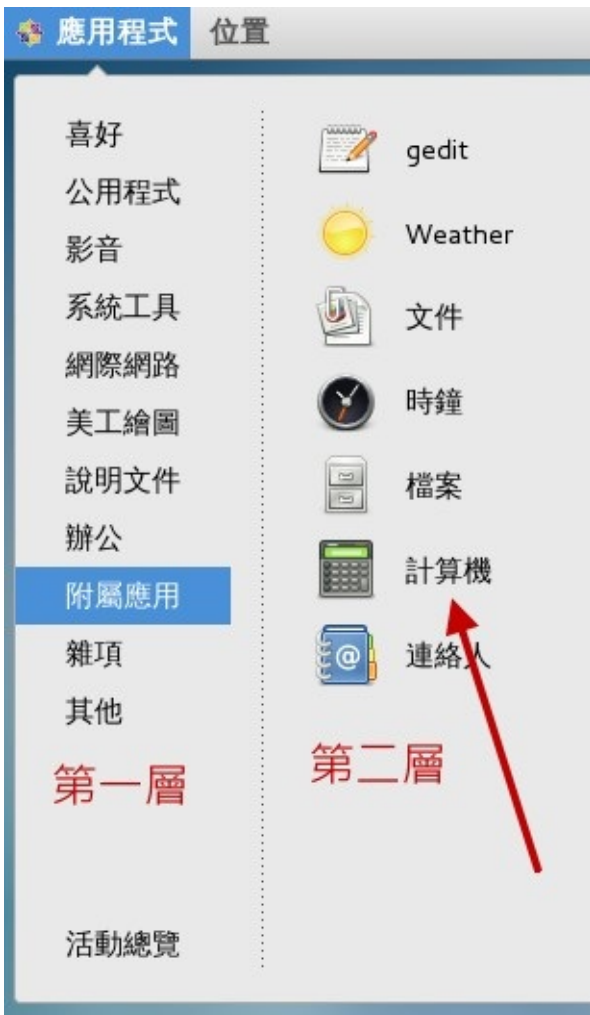 應用程式 位置
喜好
公用程式
影音
系統工具
網際網路
美工繪圖
說明文件
辦公
附屬應用
雜項
其他
第一層
活動總覽
gedit
Weather
文件
時鐘
檔案
計算機
連絡人
第二層